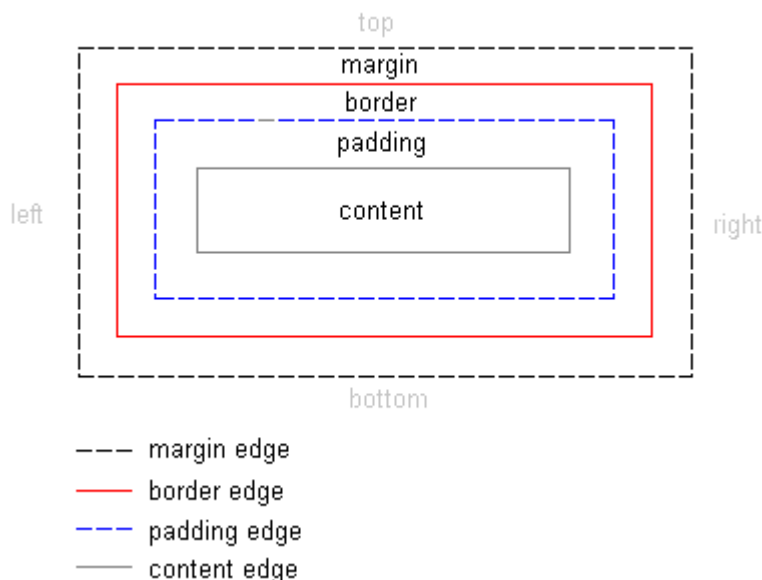 top
margin
border
padding
content
left
right
bottom
margin edge
border edge
padding edge
content edge